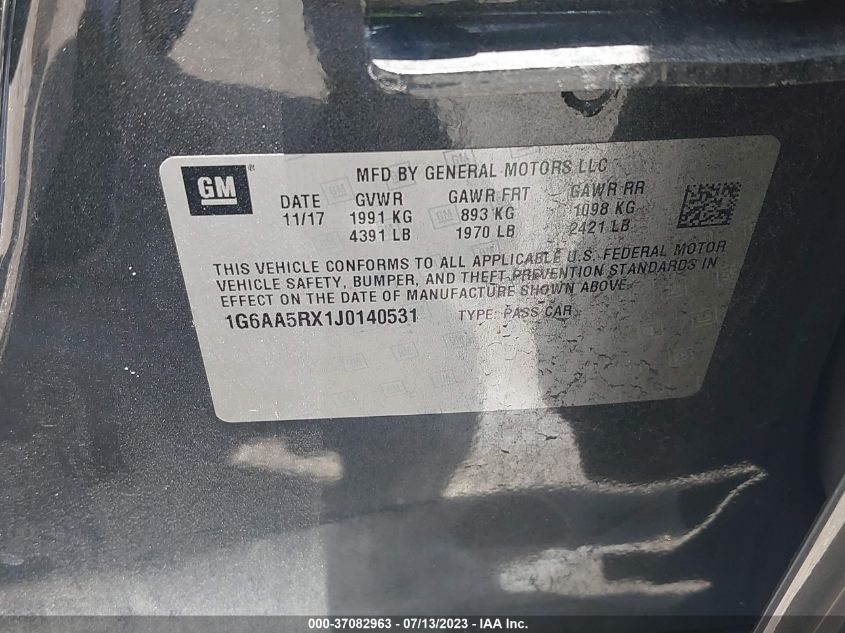 GM
MFD BY GENERAL MOTORS LLC
DATE GVWR GAWR FRT GAWR RR
11/17 1991 KG 893 KG 1098 KG
4391 LB 1970 LB 2421 LB
THIS VEHICLE CONFORMS TO ALL APPLICABLE U.S. FEDERAL MOTOR
VEHICLE SAFETY, BUMPER, AND THEFT PREVENTION STANDARDS IN
EFFECT ON THE DATE OF MANUFACTURE SHOWN ABOVE.
1G6AA5RX1J0140531 TYPE: PASS CAR
000-37082963 - 07/13/2023 - IAA Inc.